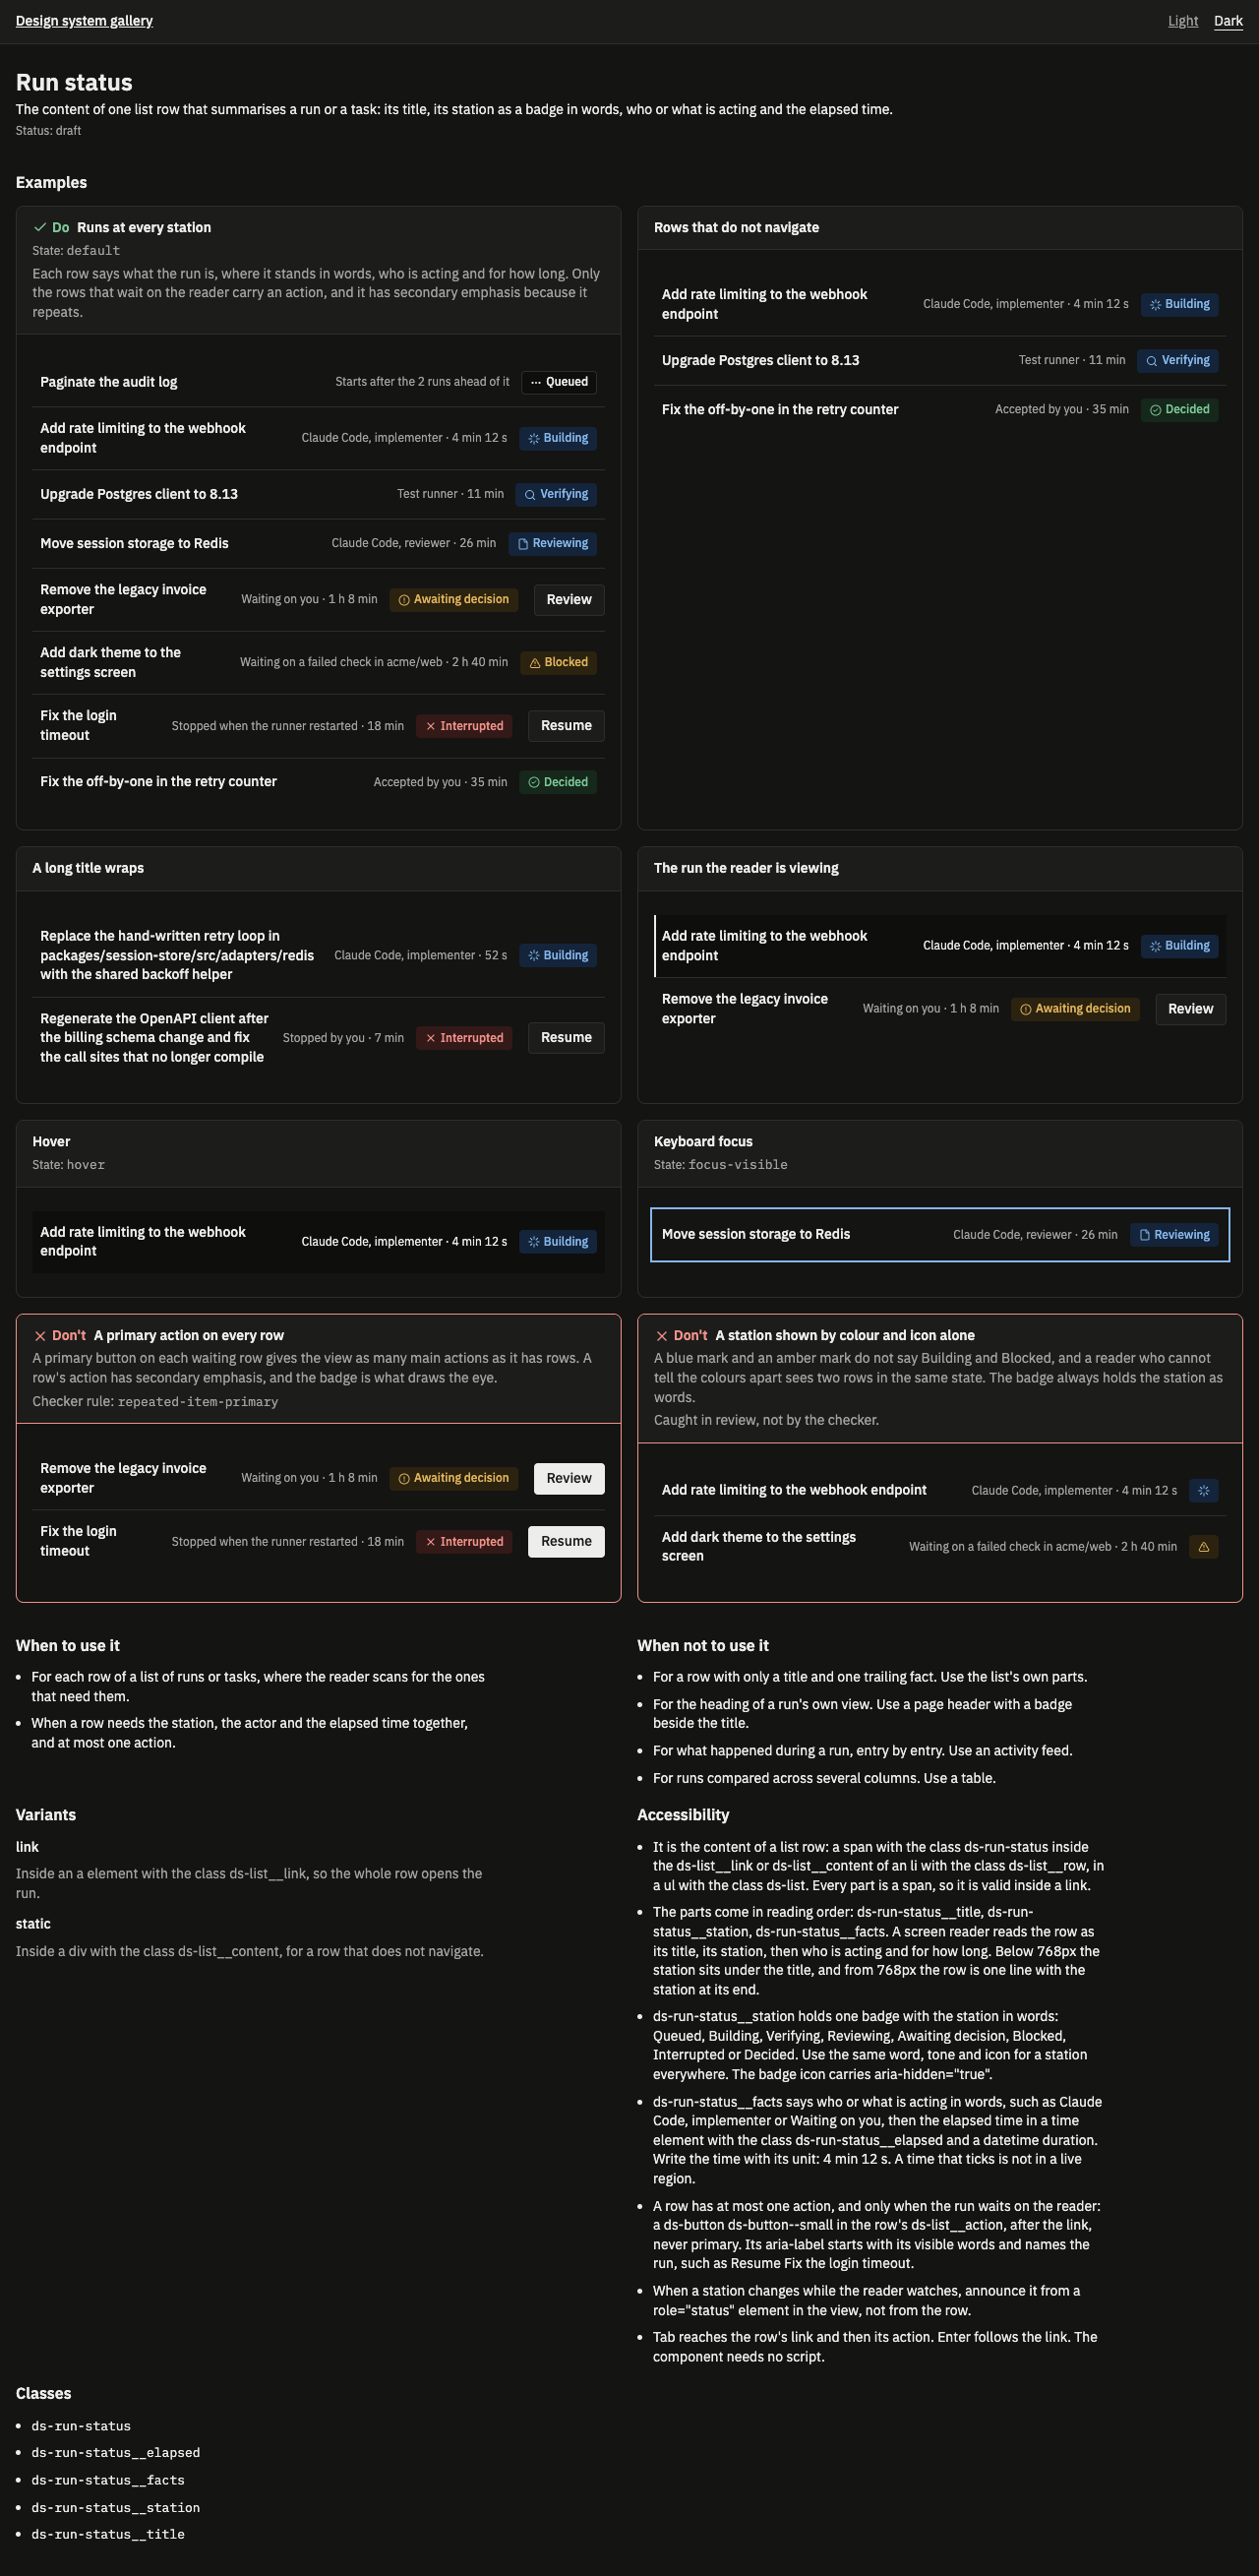 Design system gallery
Light Dark
Run status
The content of one list row that summarises a run or a task: its title, its station as a badge in words, who or what is acting and the elapsed time.
Status: draft
Examples
Do Runs at every station
State: default
Each row says what the run is, where it stands in words, who is acting and for how long. Only
the rows that wait on the reader carry an action, and it has secondary emphasis because it
repeats.
Paginate the audit log
Starts after the 2 runs ahead of it
Queued
Add rate limiting to the webhook
endpoint
Claude Code, implementer · 4 min 12 s
Building
Upgrade Postgres client to 8.13
Test runner · 11 min
Verifying
Move session storage to Redis
Claude Code, reviewer · 26 min
Reviewing
Remove the legacy invoice
exporter
Waiting on you · 1 h 8 min
Awaiting decision
Review
Add dark theme to the
settings screen
Waiting on a failed check in acme/web · 2 h 40 min
Blocked
Fix the login
timeout
Stopped when the runner restarted · 18 min
Interrupted
Resume
Fix the off-by-one in the retry counter
Accepted by you · 35 min
Decided
Rows that do not navigate
Add rate limiting to the webhook
endpoint
Claude Code, implementer · 4 min 12 s
Building
Upgrade Postgres client to 8.13
Test runner · 11 min
Verifying
Fix the off-by-one in the retry counter
Accepted by you · 35 min
Decided
A long title wraps
Replace the hand-written retry loop in
packages/session-store/src/adapters/redis
with the shared backoff helper
Claude Code, implementer · 52 s
Building
Regenerate the OpenAPI client after
the billing schema change and fix
the call sites that no longer compile
Stopped by you · 7 min
Interrupted
Resume
The run the reader is viewing
Add rate limiting to the webhook
endpoint
Claude Code, implementer · 4 min 12 s
Building
Remove the legacy invoice
exporter
Waiting on you · 1 h 8 min
Awaiting decision
Review
Hover
State: hover
Add rate limiting to the webhook
endpoint
Claude Code, implementer · 4 min 12 s
Building
Keyboard focus
State: focus-visible
Move session storage to Redis
Claude Code, reviewer · 26 min
Reviewing
Don't A primary action on every row
A primary button on each waiting row gives the view as many main actions as it has rows. A
row's action has secondary emphasis, and the badge is what draws the eye.
Checker rule: repeated-item-primary
Remove the legacy invoice
exporter
Waiting on you · 1 h 8 min
Awaiting decision
Review
Fix the login
timeout
Stopped when the runner restarted · 18 min
Interrupted
Resume
Don't A station shown by colour and icon alone
A blue mark and an amber mark do not say Building and Blocked, and a reader who cannot
tell the colours apart sees two rows in the same state. The badge always holds the station as
words.
Caught in review, not by the checker.
Add rate limiting to the webhook endpoint
Claude Code, implementer · 4 min 12 s
Add dark theme to the settings
screen
Waiting on a failed check in acme/web · 2 h 40 min
When to use it
• For each row of a list of runs or tasks, where the reader scans for the ones
that need them.
• When a row needs the station, the actor and the elapsed time together,
and at most one action.
When not to use it
• For a row with only a title and one trailing fact. Use the list's own parts.
• For the heading of a run's own view. Use a page header with a badge
beside the title.
• For what happened during a run, entry by entry. Use an activity feed.
• For runs compared across several columns. Use a table.
Variants
link
Inside an a element with the class ds-list__link, so the whole row opens the
run.
static
Inside a div with the class ds-list__content, for a row that does not navigate.
Accessibility
• It is the content of a list row: a span with the class ds-run-status inside
the ds-list__link or ds-list__content of an li with the class ds-list__row, in
a ul with the class ds-list. Every part is a span, so it is valid inside a link.
• The parts come in reading order: ds-run-status__title, ds-run-
status__station, ds-run-status__facts. A screen reader reads the row as
its title, its station, then who is acting and for how long. Below 768px the
station sits under the title, and from 768px the row is one line with the
station at its end.
• ds-run-status__station holds one badge with the station in words:
Queued, Building, Verifying, Reviewing, Awaiting decision, Blocked,
Interrupted or Decided. Use the same word, tone and icon for a station
everywhere. The badge icon carries aria-hidden="true".
• ds-run-status__facts says who or what is acting in words, such as Claude
Code, implementer or Waiting on you, then the elapsed time in a time
element with the class ds-run-status__elapsed and a datetime duration.
Write the time with its unit: 4 min 12 s. A time that ticks is not in a live
region.
• A row has at most one action, and only when the run waits on the reader:
a ds-button ds-button--small in the row's ds-list__action, after the link,
never primary. Its aria-label starts with its visible words and names the
run, such as Resume Fix the login timeout.
• When a station changes while the reader watches, announce it from a
role="status" element in the view, not from the row.
• Tab reaches the row's link and then its action. Enter follows the link. The
component needs no script.
Classes
• ds-run-status
• ds-run-status__elapsed
• ds-run-status__facts
• ds-run-status__station
• ds-run-status__title